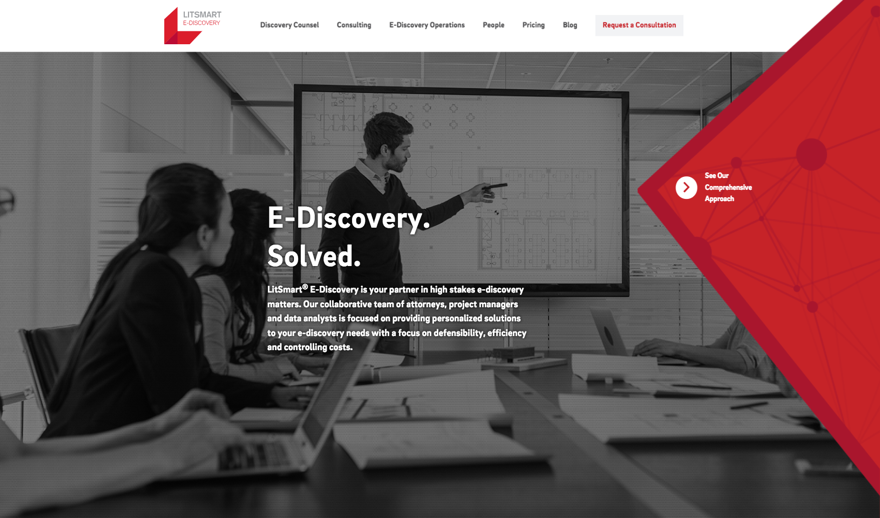 LITSMART
E-DISCOVERY
Discovery Counsel
Consulting
E-Discovery Operations
People
Pricing
Blog
Request a Consultation
See Our
Comprehensive
Approach
E-Discovery.
Solved.
LitSmart® E-Discovery is your partner in high stakes e-discovery
matters. Our collaborative team of attorneys, project managers
and data analysts is focused on providing personalized solutions
to your e-discovery needs with a focus on defensibility, efficiency
and controlling costs.